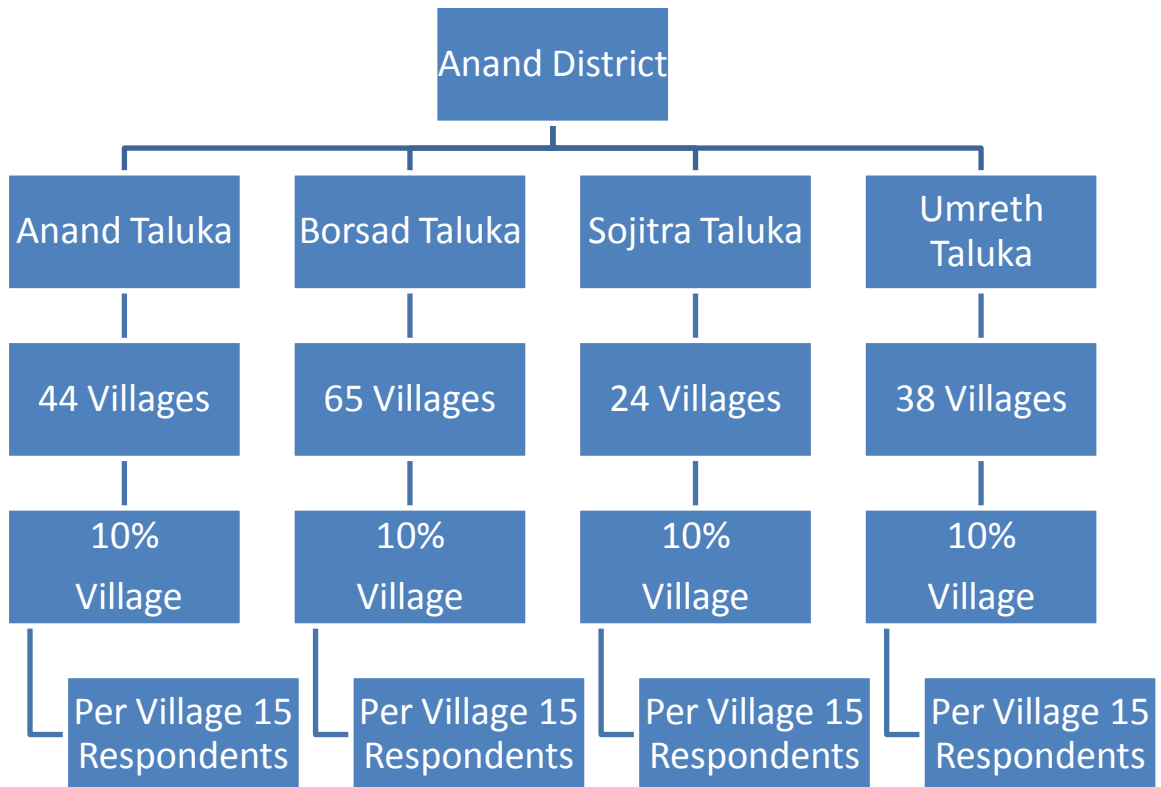 Anand District
Anand Taluka
Borsad Taluka
Sojitra Taluka
Umreth
Taluka
44 Villages
65 Villages
24 Villages
38 Villages
10%
Village
10%
Village
10%
Village
10%
Village
Per Village 15
Respondents
Per Village 15
Respondents
Per Village 15
Respondents
Per Village 15
Respondents